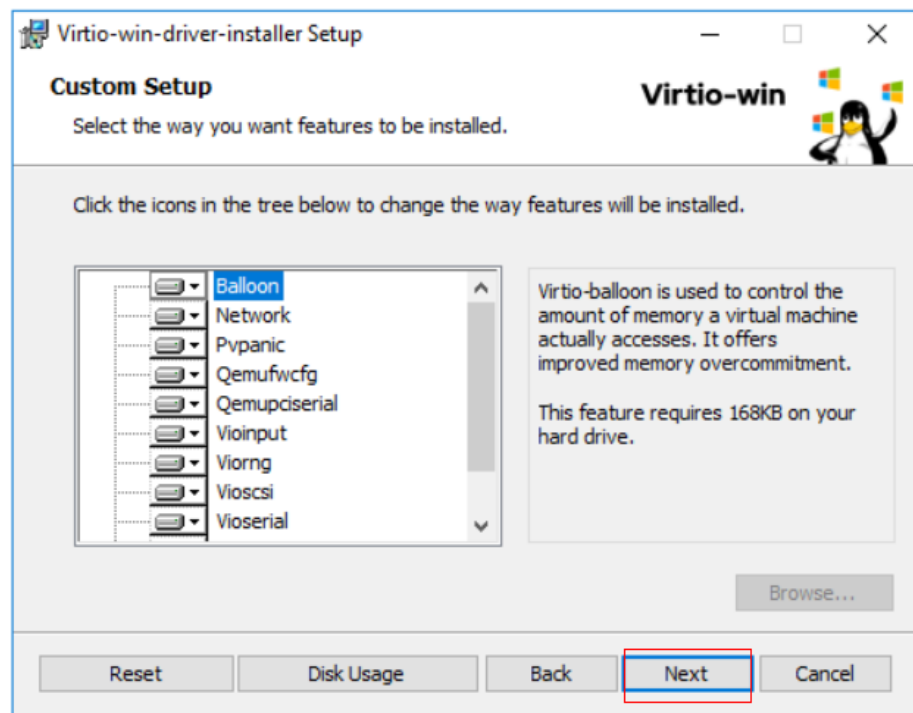 Virtio-win-driver-installer Setup
Custom Setup
Virtio-win
Select the way you want features to be installed.
Click the icons in the tree below to change the way features will be installed.
Balloon
Network
Pvpanic
Qemufwcfg
Qemupciserial
Vioinput
Viorng
Vioscsi
Vioserial
Virtio-balloon is used to control the
amount of memory a virtual machine
actually accesses. It offers
improved memory overcommitment.
This feature requires 168KB on your
hard drive.
Browse...
Reset Disk Usage Back Next Cancel